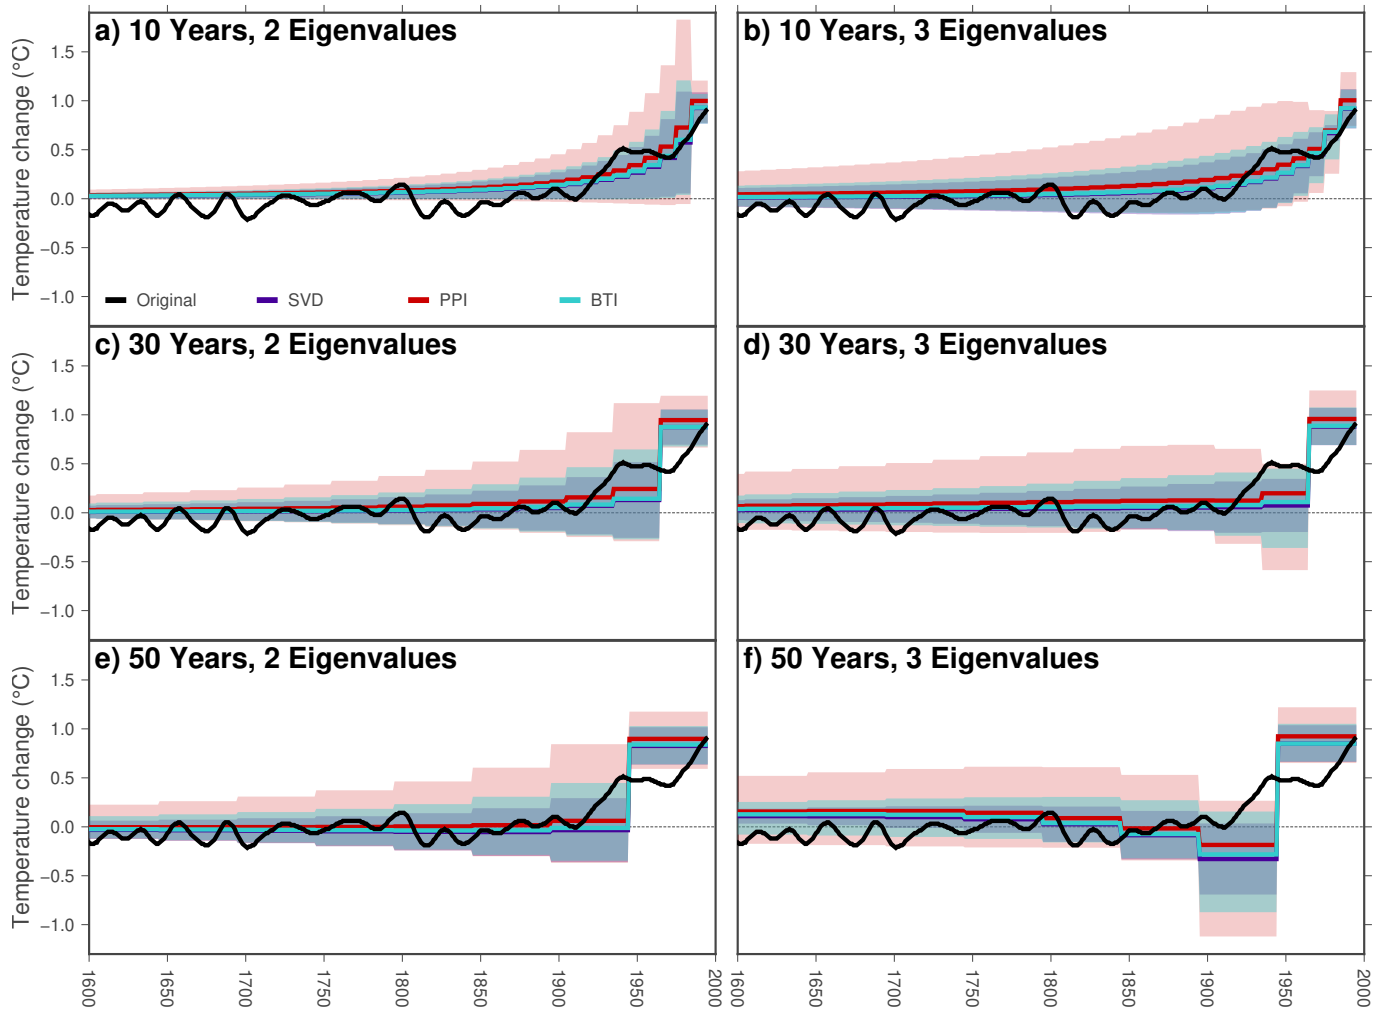 a) 10 Years, 2 Eigenvalues
b) 10 Years, 3 Eigenvalues
Temperature change (°C)
1.5
1.0
0.5
0.0
−0.5
−1.0
Original
SVD
PPI
BTI
c) 30 Years, 2 Eigenvalues
d) 30 Years, 3 Eigenvalues
Temperature change (°C)
1.5
1.0
0.5
0.0
−0.5
−1.0
e) 50 Years, 2 Eigenvalues
f) 50 Years, 3 Eigenvalues
Temperature change (°C)
1.5
1.0
0.5
0.0
−0.5
−1.0
1600
1650
1700
1750
1800
1850
1900
1950
2000
1600
1650
1700
1750
1800
1850
1900
1950
2000